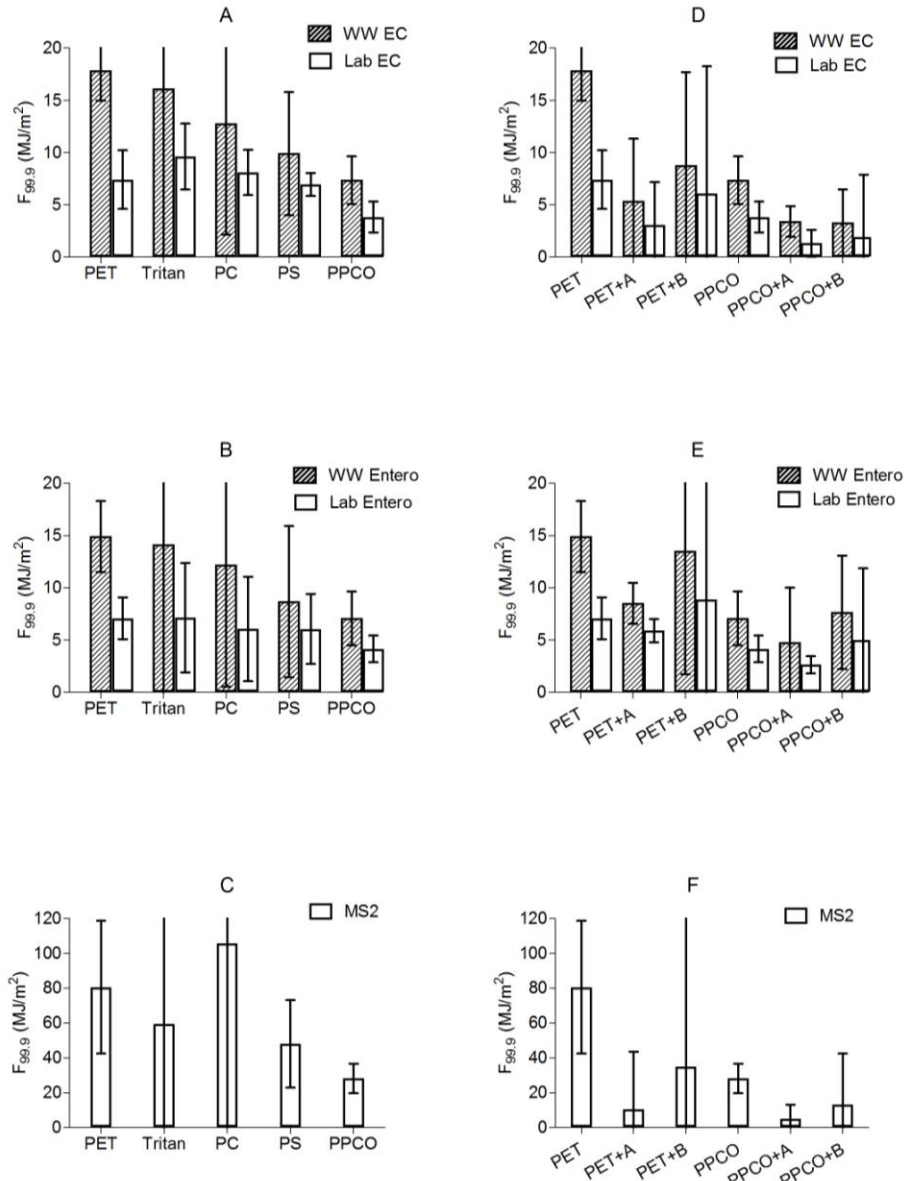 A
WW EC
Lab EC
F99.9 (MJ/m2)
20
15
10
5
0
PET Tritan PC PS PPCO
D
WW EC
Lab EC
F99.9 (MJ/m2)
20
15
10
5
0
PET PET+A PET+B PPCO PPCO+A PPCO+B
B
WW Entero
Lab Entero
F99.9 (MJ/m2)
20
15
10
5
0
PET Tritan PC PS PPCO
E
WW Entero
Lab Entero
F99.9 (MJ/m2)
20
15
10
5
0
PET PET+A PET+B PPCO PPCO+A PPCO+B
C
MS2
F99.9 (MJ/m2)
120
100
80
60
40
20
0
PET Tritan PC PS PPCO
F
MS2
F99.9 (MJ/m2)
120
100
80
60
40
20
0
PET PET+A PET+B PPCO PPCO+A PPCO+B